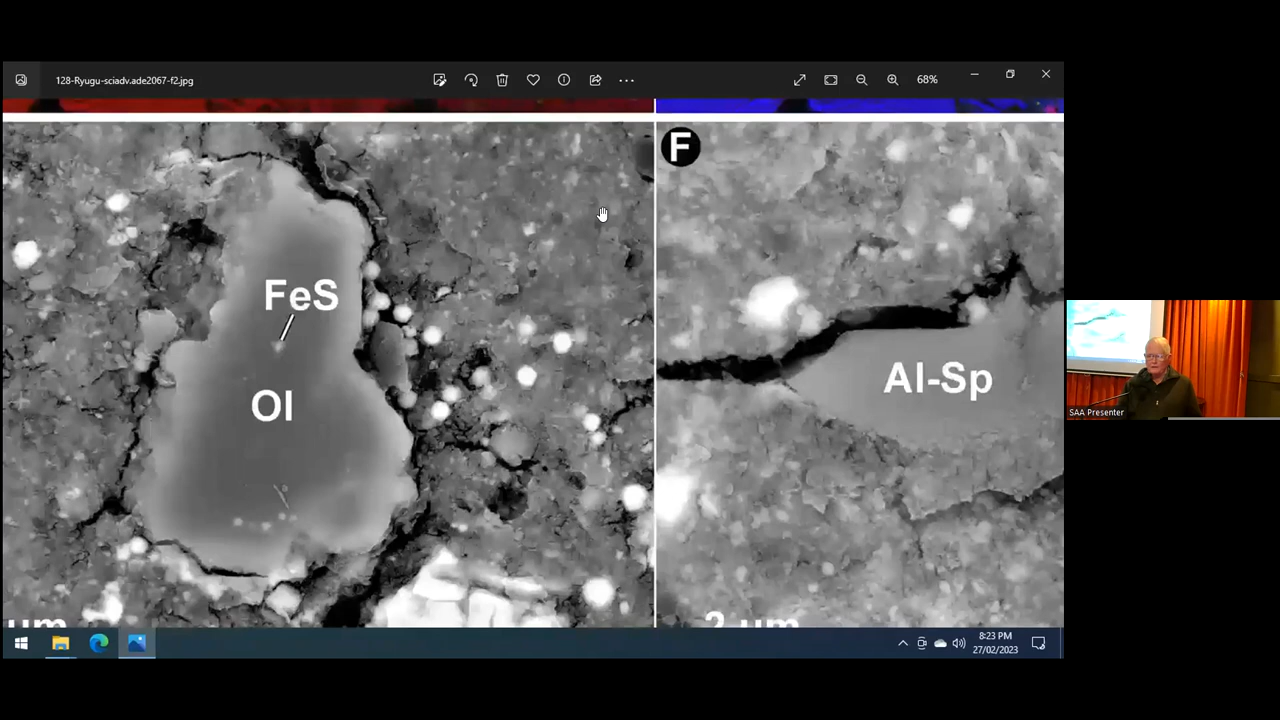 128-Ryugu-sciadv.ade2067-f2.jpg
68%
F
FeS
Ol
Al-Sp
μm
2 μm
SAA Presenter
8:23 PM
27/02/2023